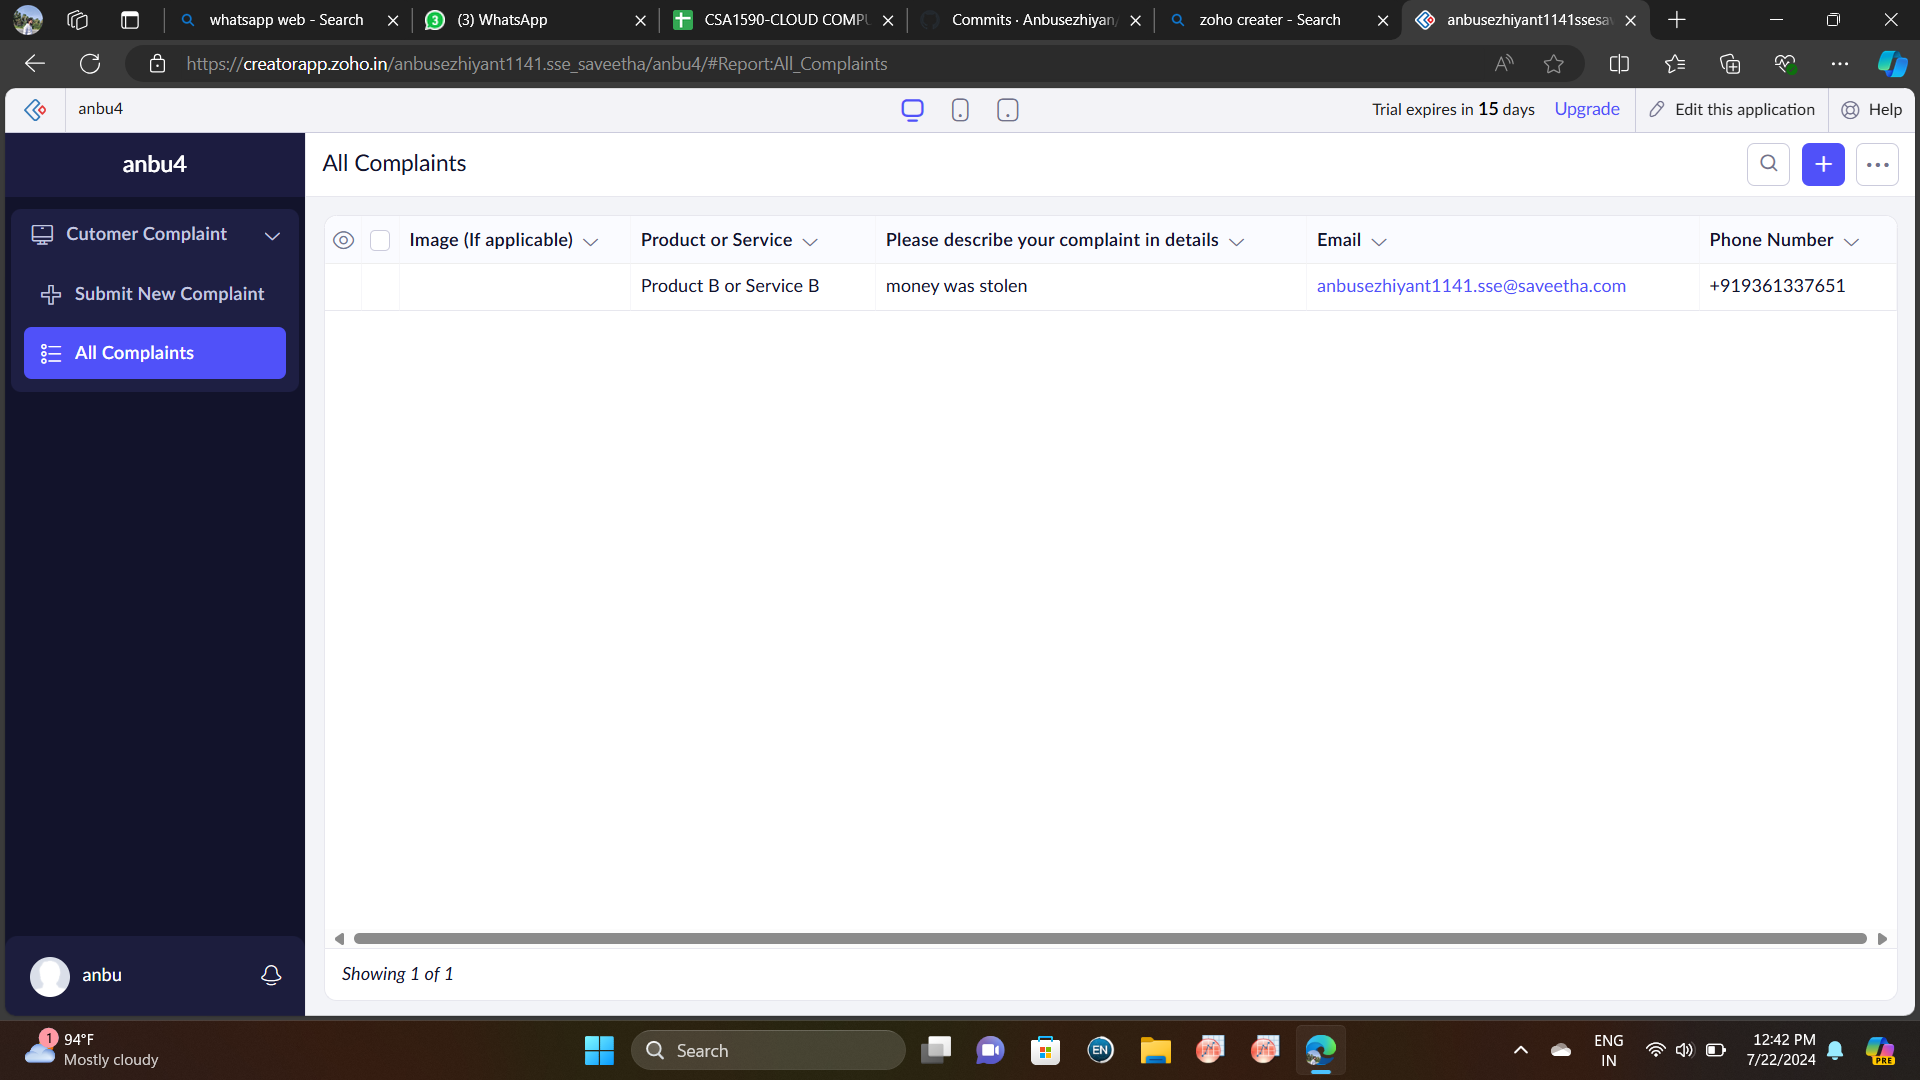 whatsapp web - Search
(3) WhatsApp
CSA1590-CLOUD COMPU
Commits · Anbusezhiyan
zoho creater - Search
anbusezhiyant1141ssesav
https://creatorapp.zoho.in/anbusezhiyant1141.sse_saveetha/anbu4/#Report:All_Complaints
anbu4
Trial expires in 15 days
Upgrade
Edit this application
Help
anbu4
All Complaints
Cutomer Complaint
Submit New Complaint
All Complaints
Image (If applicable)
Product or Service
Please describe your complaint in details
Email
Phone Number
Product B or Service B
money was stolen
anbusezhiyant1141.sse@saveetha.com
+919361337651
Showing 1 of 1
anbu
1
94°F
Mostly cloudy
Search
EN
ENG
IN
12:42 PM
7/22/2024
PRE